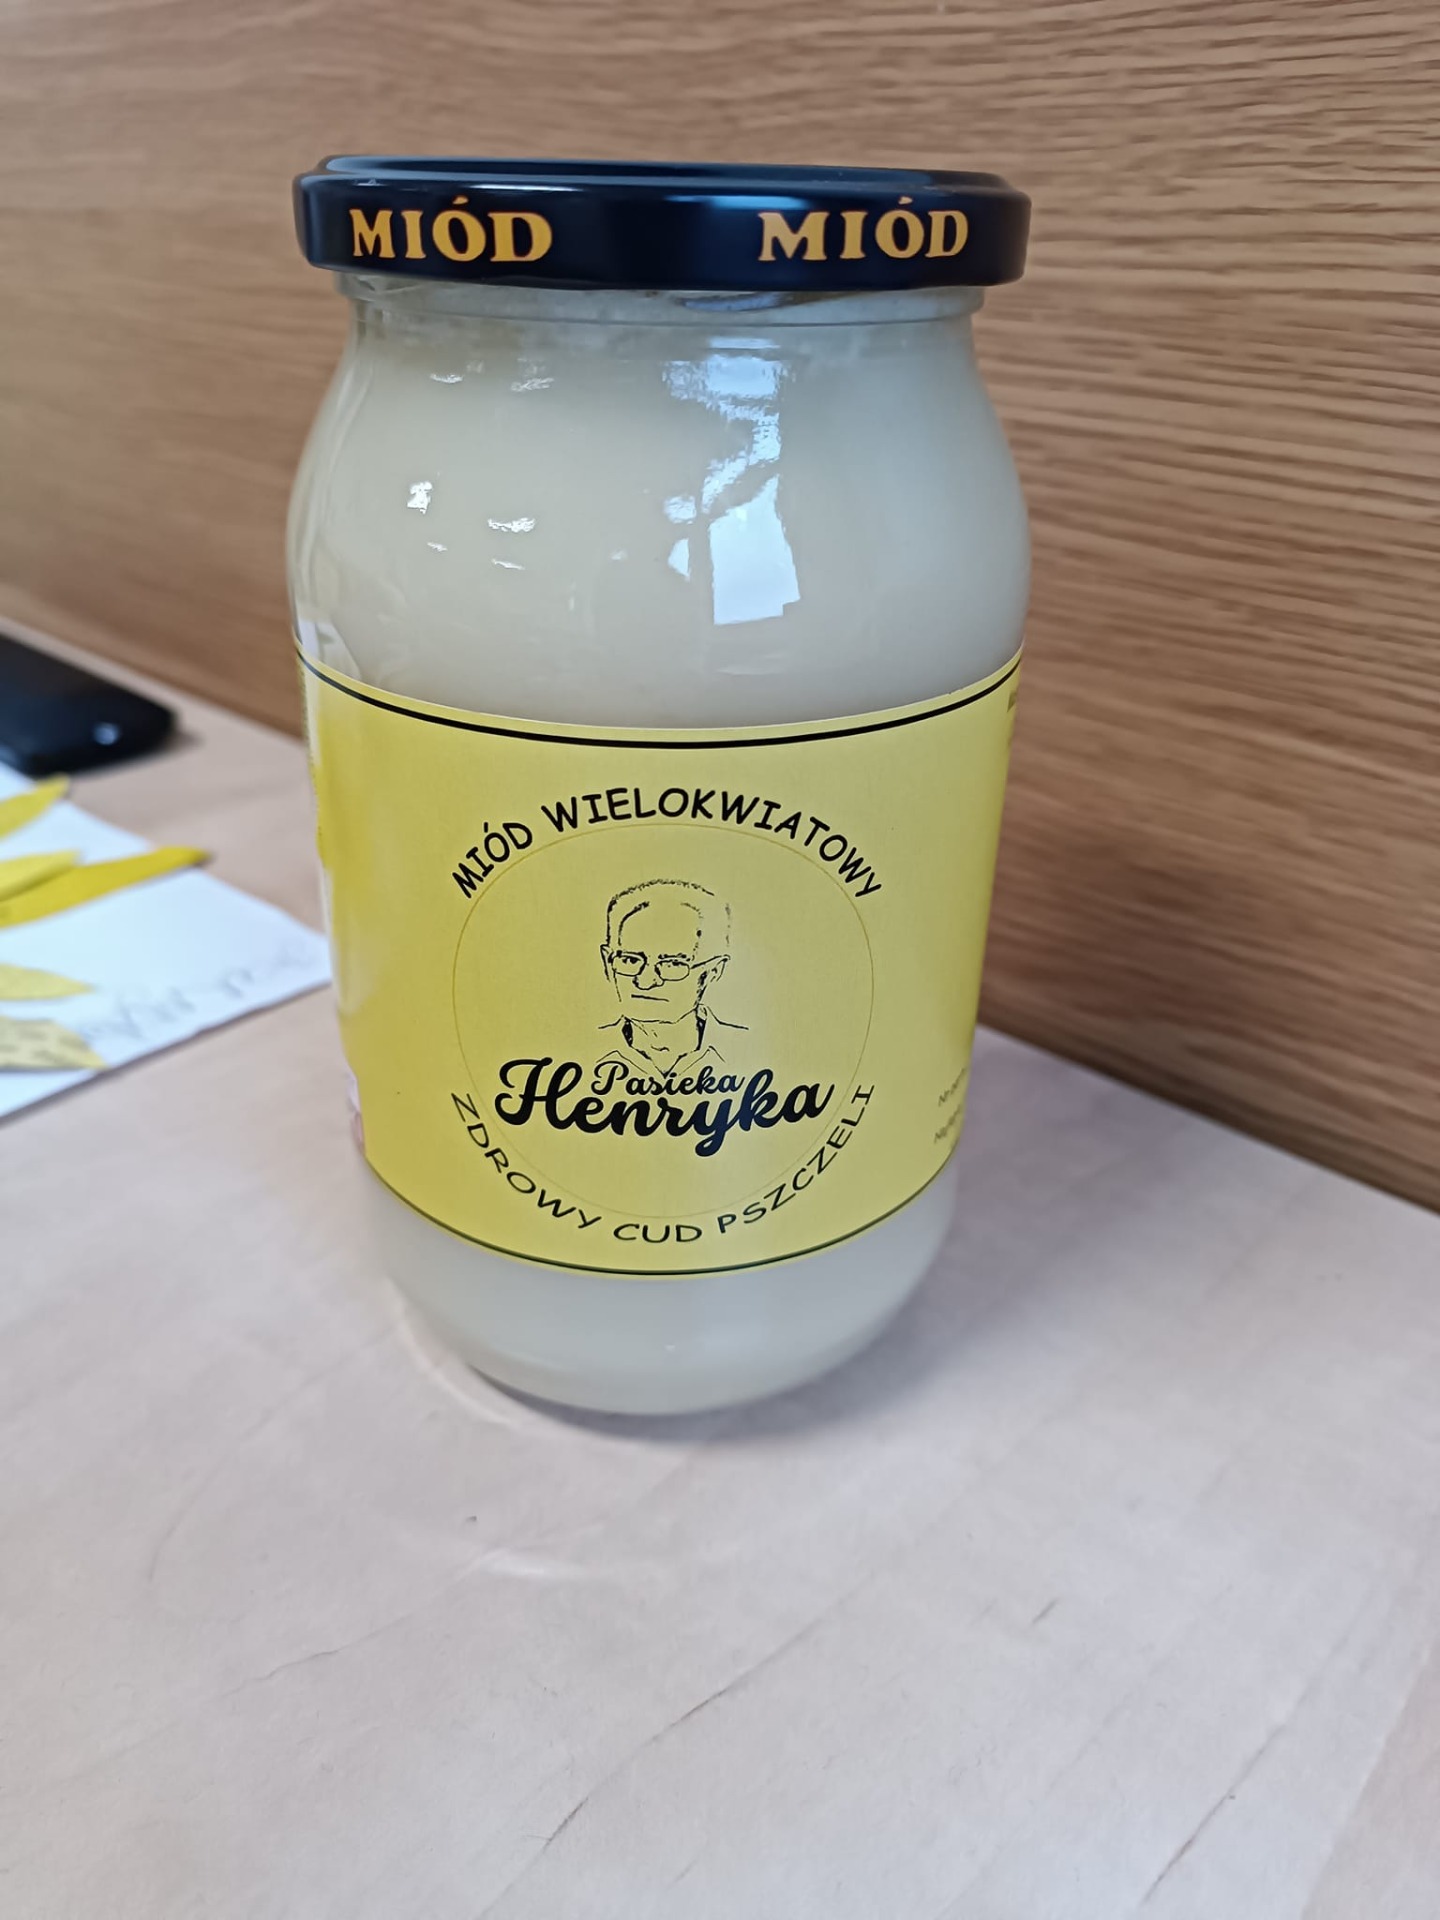 MIÓD MIÓD
MIÓD WIELOKWIATOWY
Pasieka
Henryka
ZDROWY CUD PSZCZELI